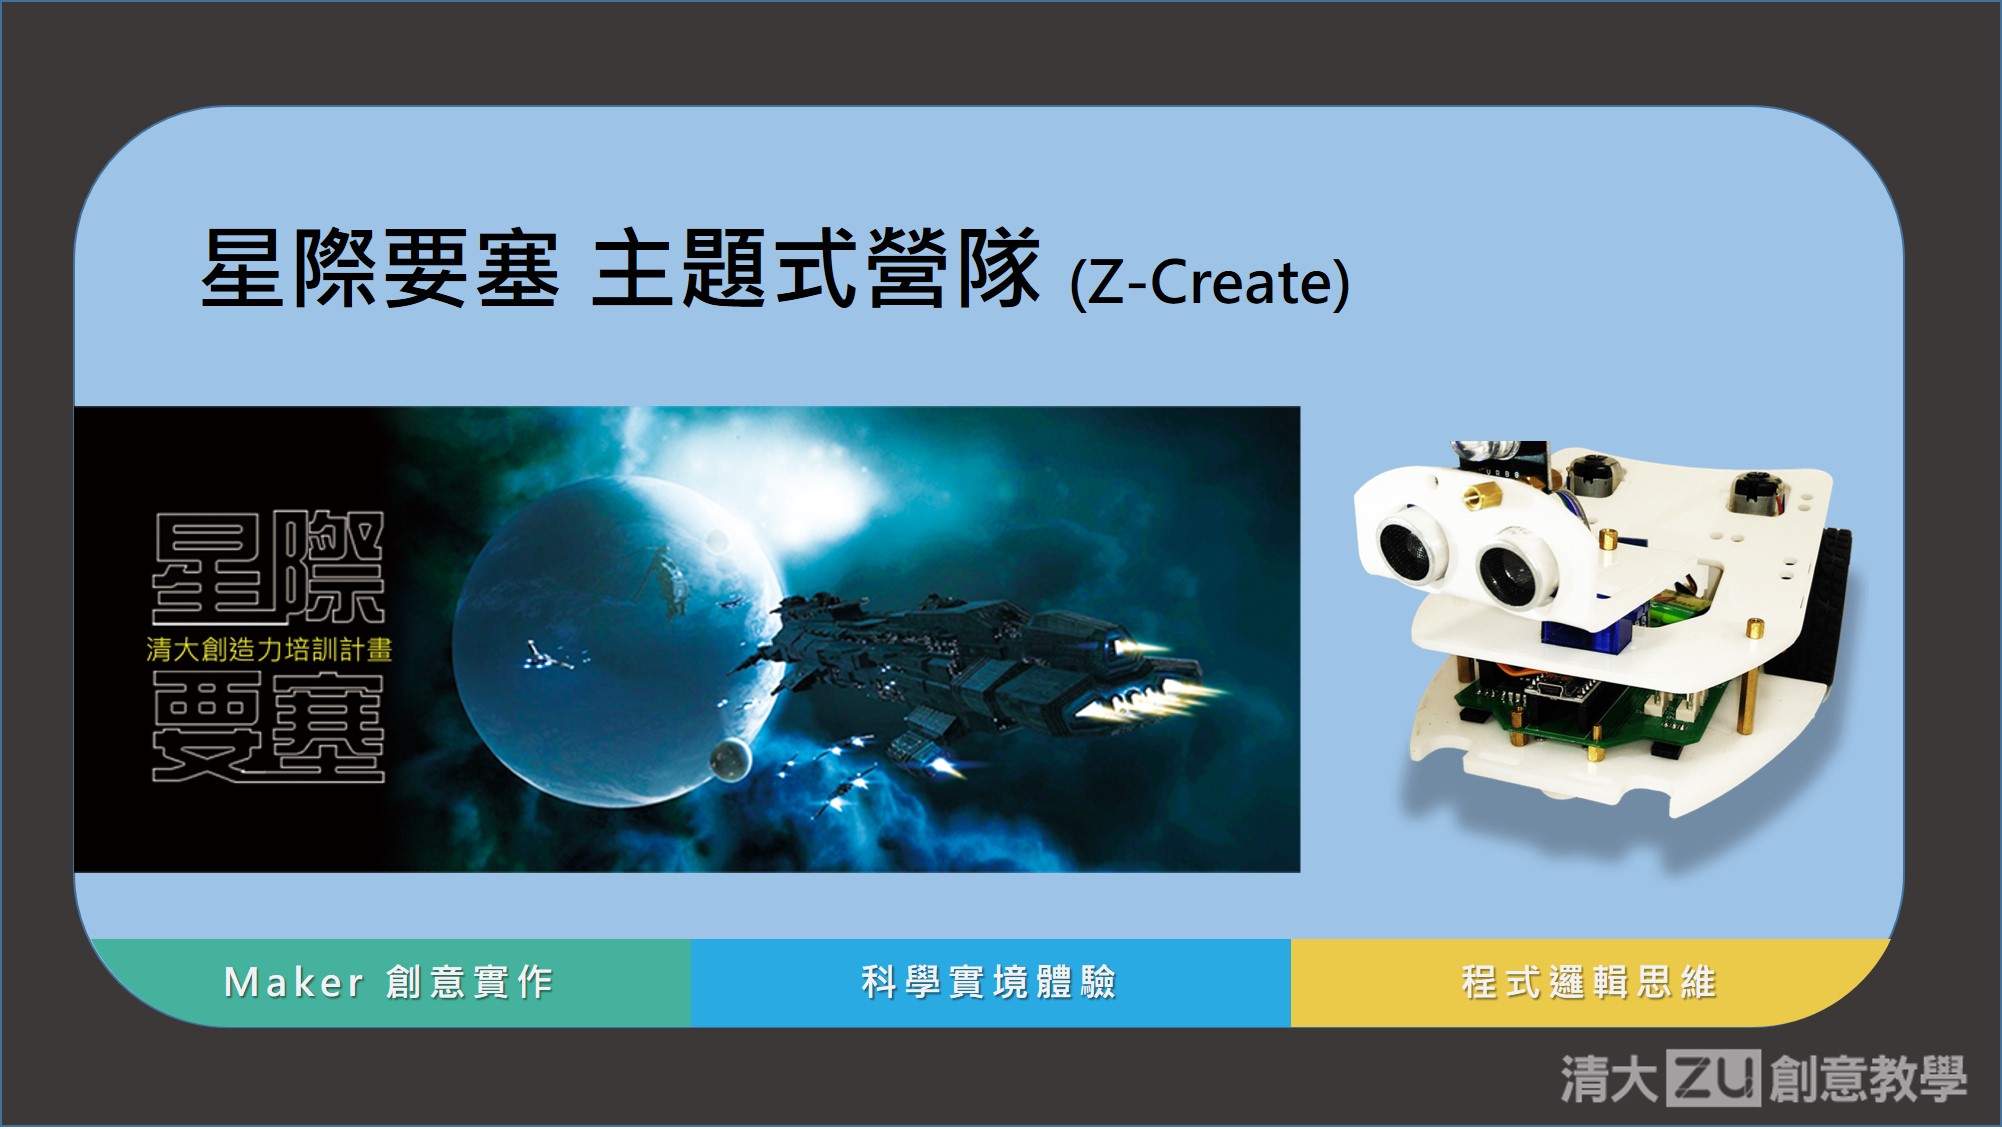 星際要塞 主題式營隊 (Z-Create)
星際
清大創造力培訓計畫
要塞
Maker 創意實作
科學實境體驗
程式邏輯思維
清大 ZU 創意教學